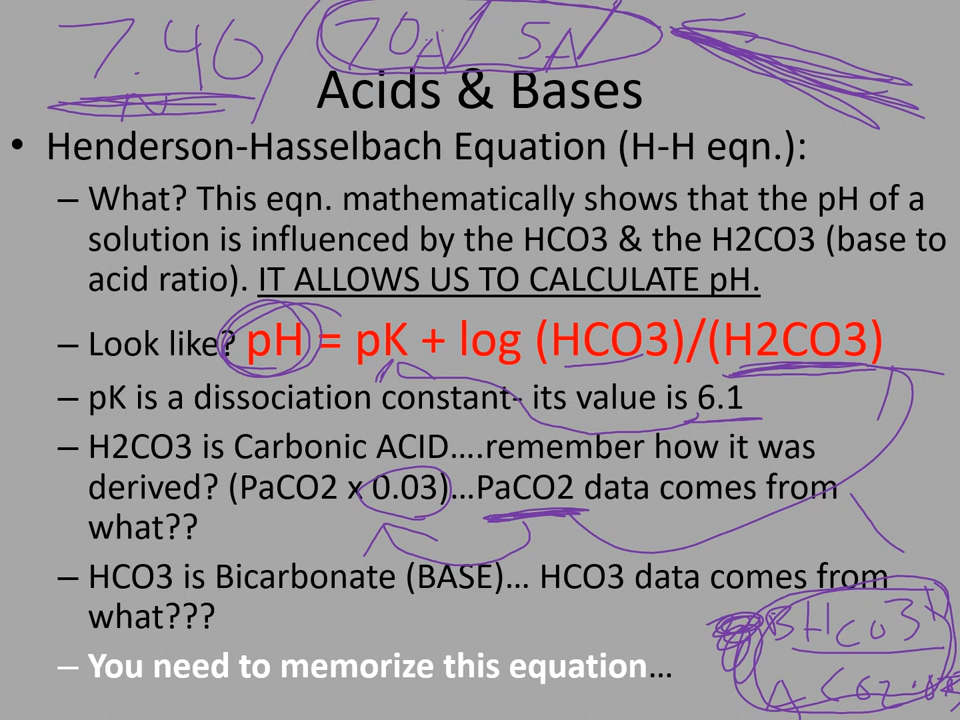 7.40 / 70A / 5A
N
Acids & Bases
• Henderson-Hasselbach Equation (H-H eqn.):
– What? This eqn. mathematically shows that the pH of a
solution is influenced by the HCO3 & the H2CO3 (base to
acid ratio). IT ALLOWS US TO CALCULATE pH.
– Look like? pH = pK + log (HCO3)/(H2CO3)
– pK is a dissociation constant- its value is 6.1
– H2CO3 is Carbonic ACID….remember how it was
derived? (PaCO2 x 0.03)…PaCO2 data comes from
what??
– HCO3 is Bicarbonate (BASE)… HCO3 data comes from
what???
B HCO3
– You need to memorize this equation…
A CO2